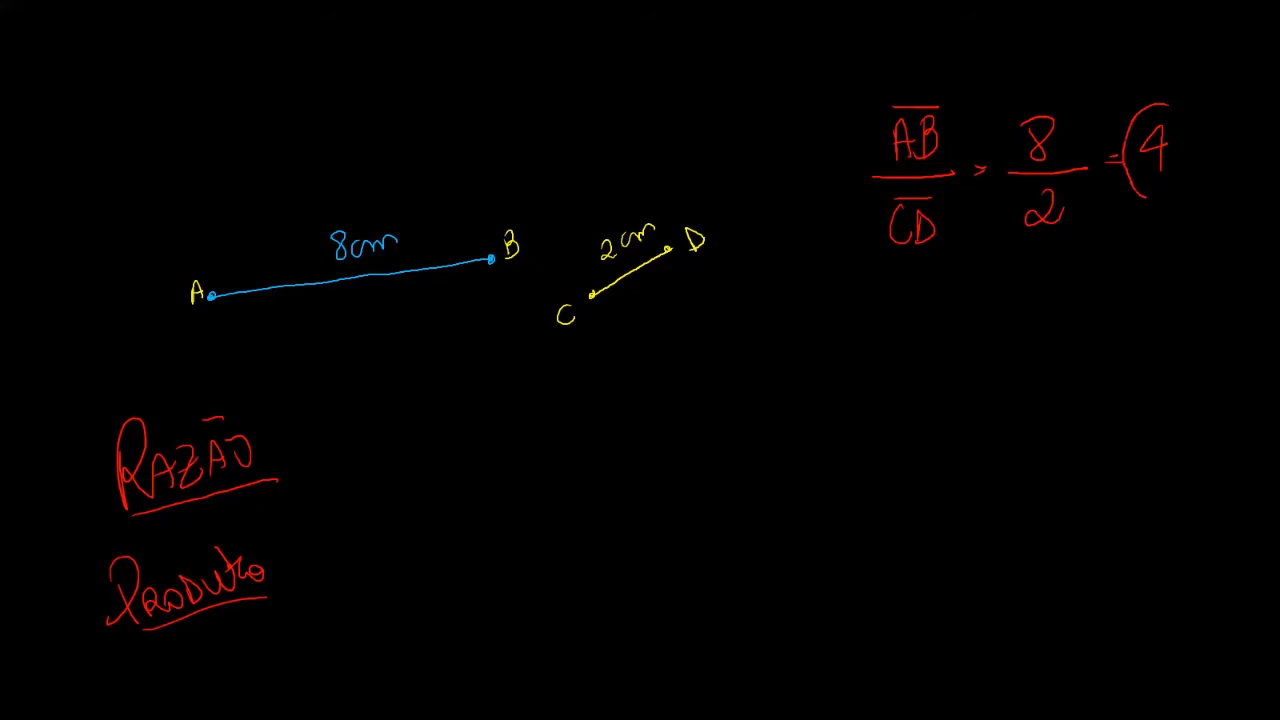 AB
CD
= 8
2
= (4
8cm
A
B
2cm
C
D
RAZÃO
PRODUTO